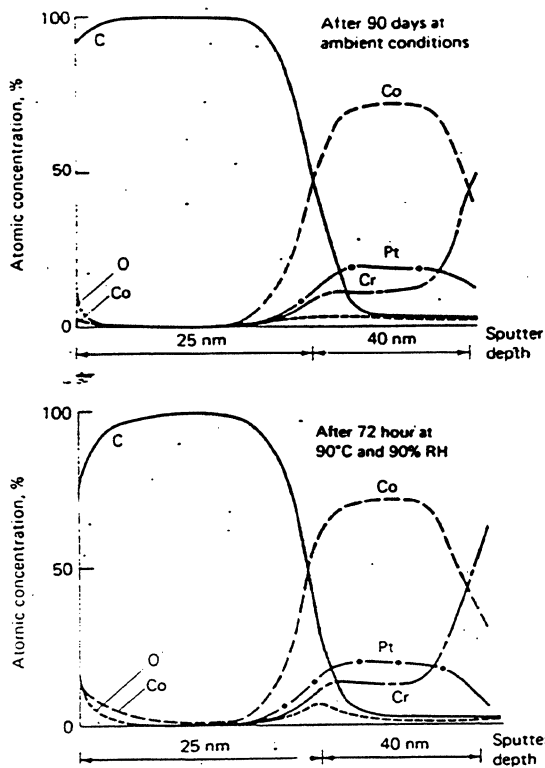 After 90 days at
ambient conditions
100
C
Co
Atomic concentration, %
50
O
Co
Pt
Cr
0
25 nm
40 nm
Sputter
depth
After 72 hour at
90°C and 90% RH
100
C
Co
Atomic concentration, %
50
O
Co
Pt
Cr
0
25 nm
40 nm
Sputte
depth